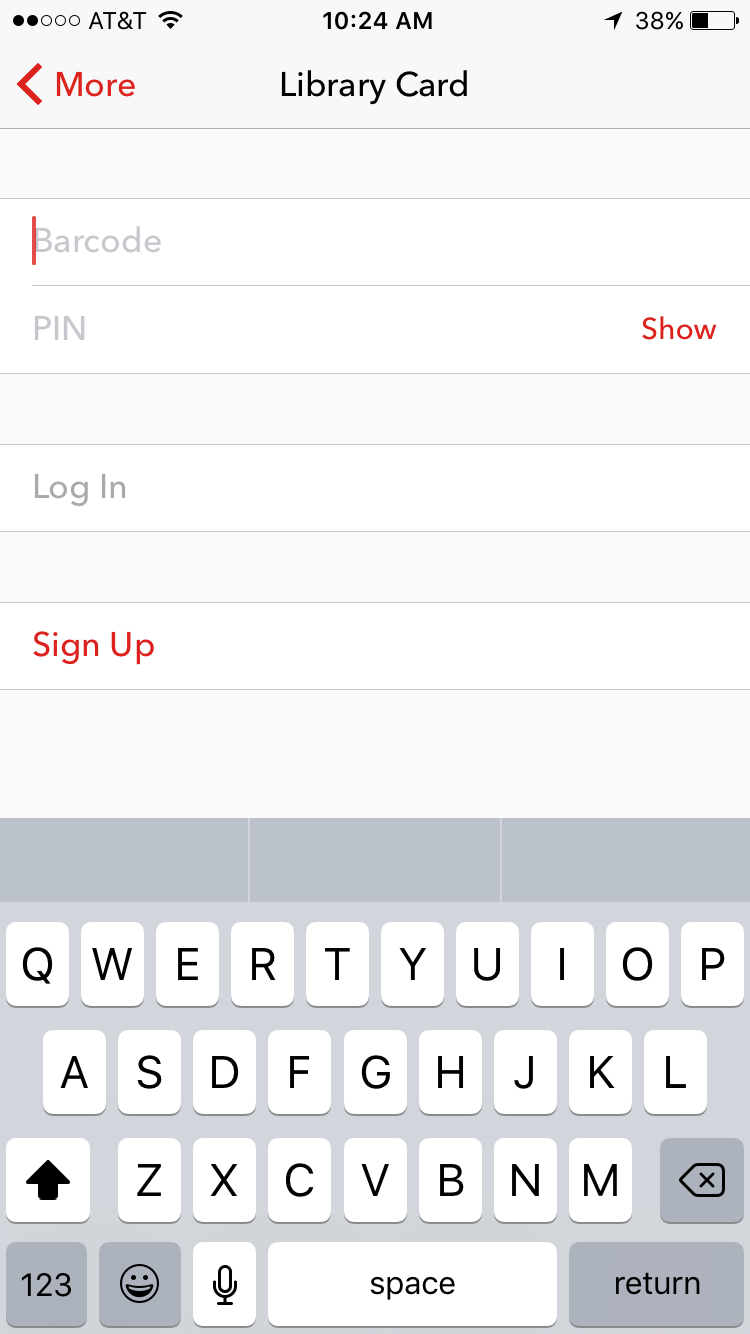 AT&T 10:24 AM 38%
More Library Card
Barcode
PIN Show
Log In
Sign Up
Q W E R T Y U I O P
A S D F G H J K L
Z X C V B N M
123 space return